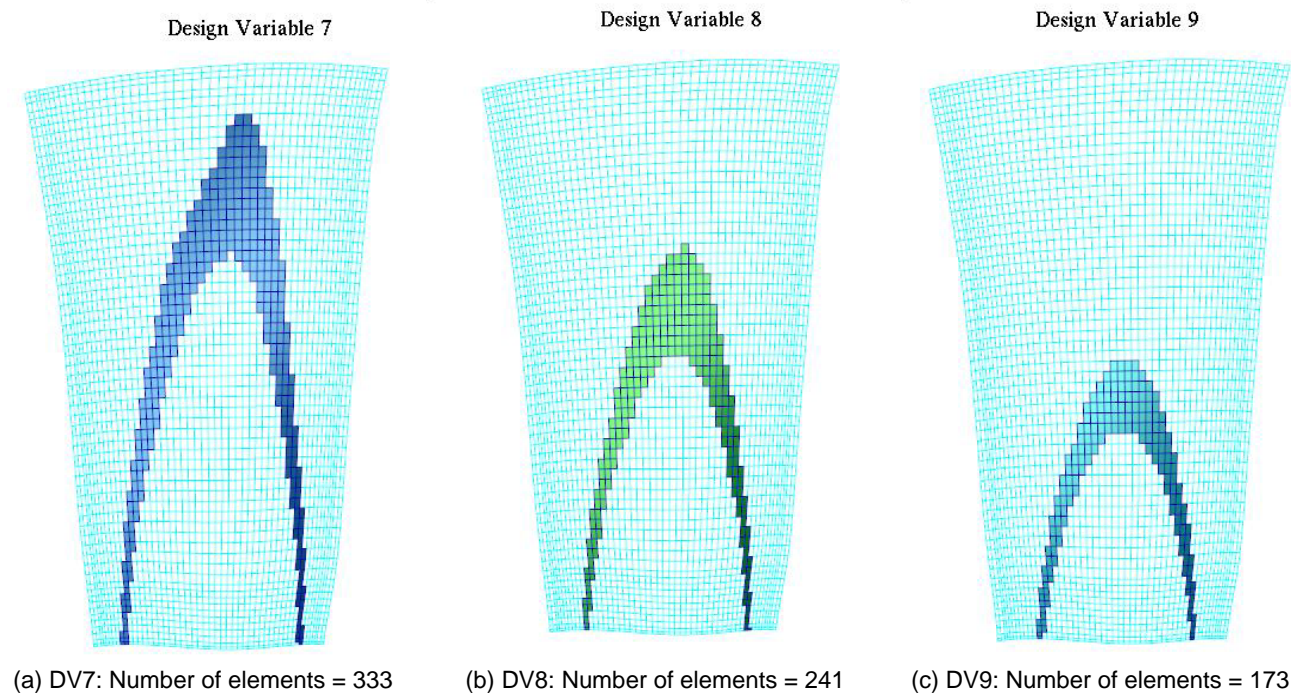 Design Variable 7
Design Variable 8
Design Variable 9
(a) DV7: Number of elements = 333
(b) DV8: Number of elements = 241
(c) DV9: Number of elements = 173